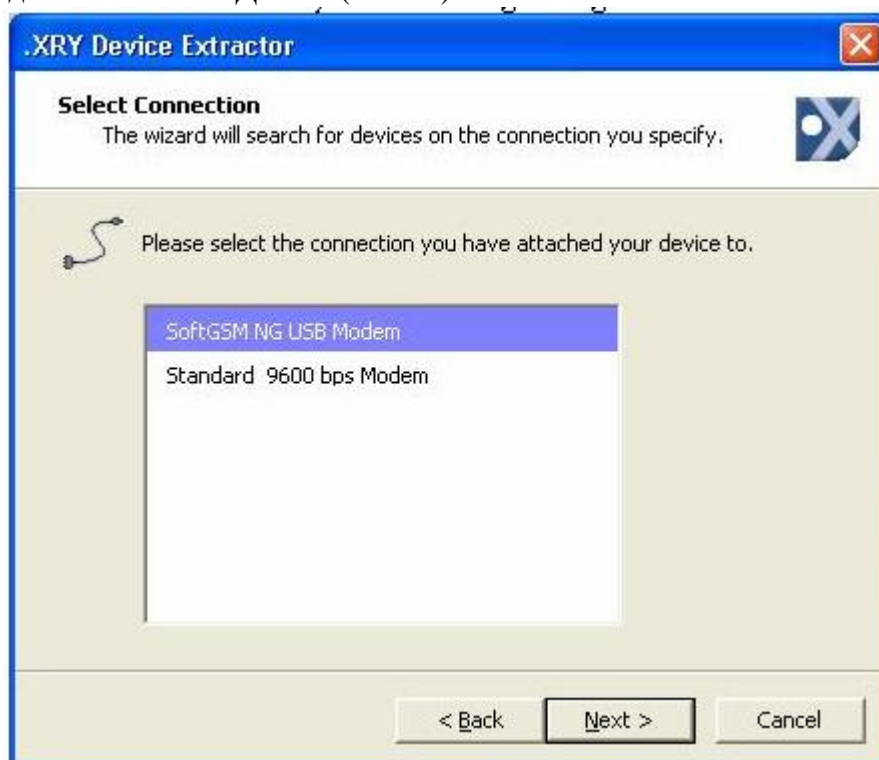 .XRY Device Extractor
Select Connection
The wizard will search for devices on the connection you specify.
Please select the connection you have attached your device to.
SoftGSM NG USB Modem
Standard 9600 bps Modem
< Back
Next >
Cancel